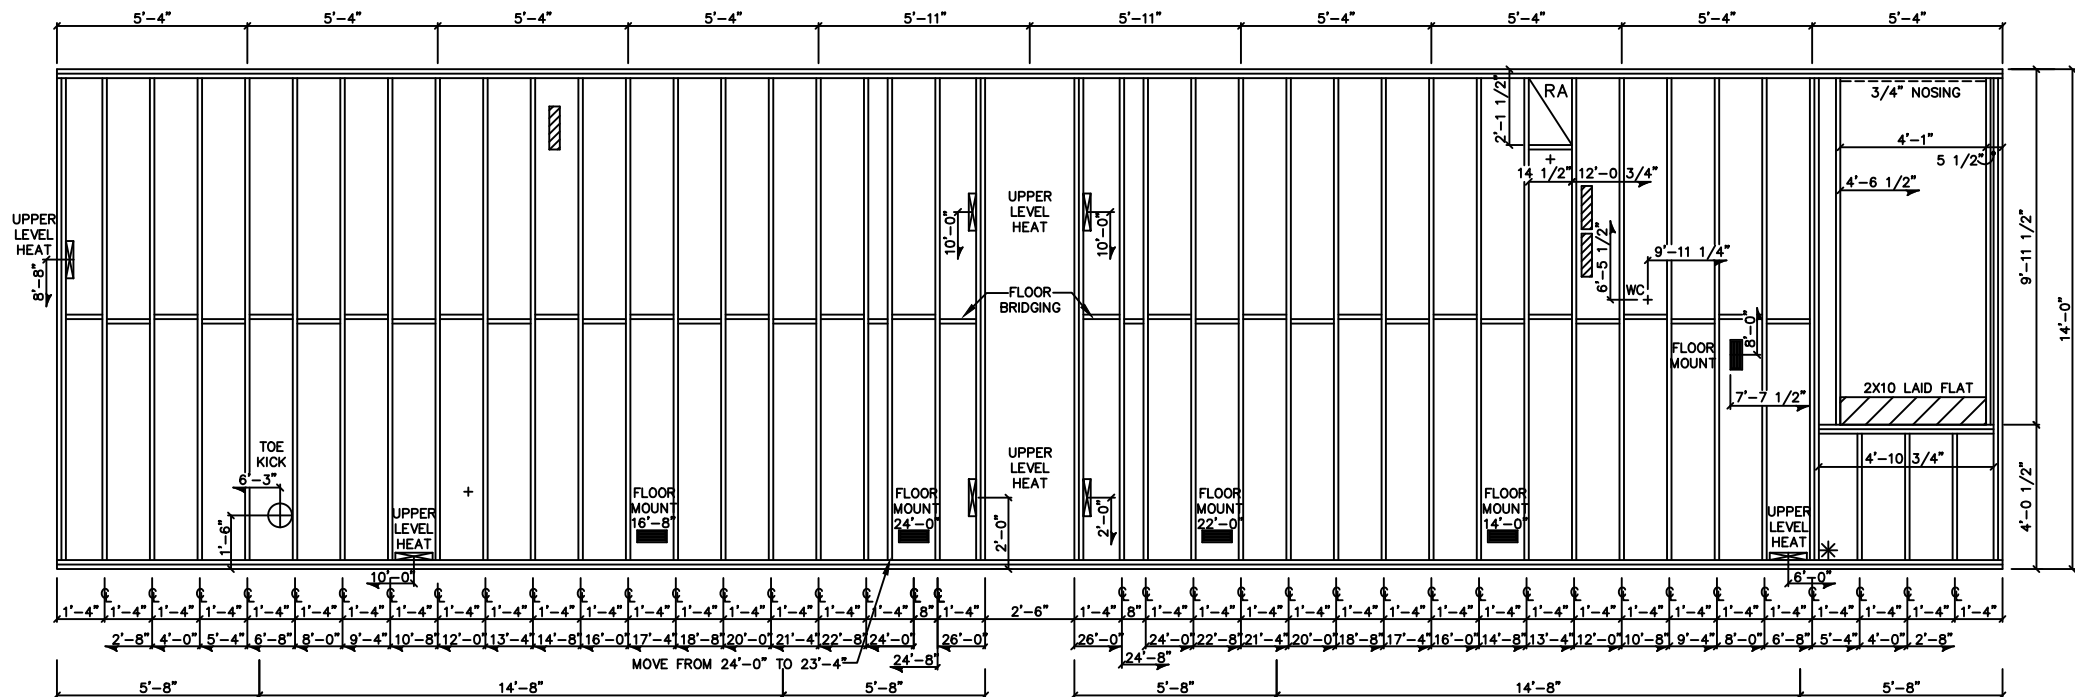 5'-4" 5'-4" 5'-4" 5'-4" 5'-11" 5'-11" 5'-4" 5'-4" 5'-4" 5'-4"
RA
3/4" NOSING
2'-1 1/2"
4'-1"
5 1/2"
14 1/2" 12'-0 3/4"
4'-6 1/2"
UPPER
LEVEL
HEAT
10'-0"
10'-0"
UPPER
LEVEL
HEAT
8'-8"
6'-5 1/2"
9'-11 1/4"
WC
9'-11 1/2"
14'-0"
FLOOR
BRIDGING
8'-0"
FLOOR
MOUNT
7'-7 1/2"
2X10 LAID FLAT
TOE
KICK
6'-3"
1'-6"
UPPER
LEVEL
HEAT
4'-10 3/4"
4'-0 1/2"
UPPER
LEVEL
HEAT
10'-0"
FLOOR
MOUNT
16'-8"
FLOOR
MOUNT
24'-0"
2'-0"
2'-0"
FLOOR
MOUNT
22'-0"
FLOOR
MOUNT
14'-0"
UPPER
LEVEL
HEAT
6'-0"
1'-4" 1'-4" 1'-4" 1'-4" 1'-4" 1'-4" 1'-4" 1'-4" 1'-4" 1'-4" 1'-4" 1'-4" 1'-4" 1'-4" 1'-4" 1'-4" 1'-4" 1'-4" 8" 1'-4" 2'-6" 1'-4" 8" 1'-4" 1'-4" 1'-4" 1'-4" 1'-4" 1'-4" 1'-4" 1'-4" 1'-4" 1'-4" 1'-4" 1'-4" 1'-4" 1'-4" 1'-4" 1'-4" 1'-4" 1'-4"
2'-8" 4'-0" 5'-4" 6'-8" 8'-0" 9'-4" 10'-8" 12'-0" 13'-4" 14'-8" 16'-0" 17'-4" 18'-8" 20'-0" 21'-4" 22'-8" 24'-0" 26'-0" 26'-0" 24'-0" 22'-8" 21'-4" 20'-0" 18'-8" 17'-4" 16'-0" 14'-8" 13'-4" 12'-0" 10'-8" 9'-4" 8'-0" 6'-8" 5'-4" 4'-0" 2'-8"
MOVE FROM 24'-0" TO 23'-4" 24'-8" 24'-8"
5'-8" 14'-8" 5'-8" 5'-8" 14'-8" 5'-8"